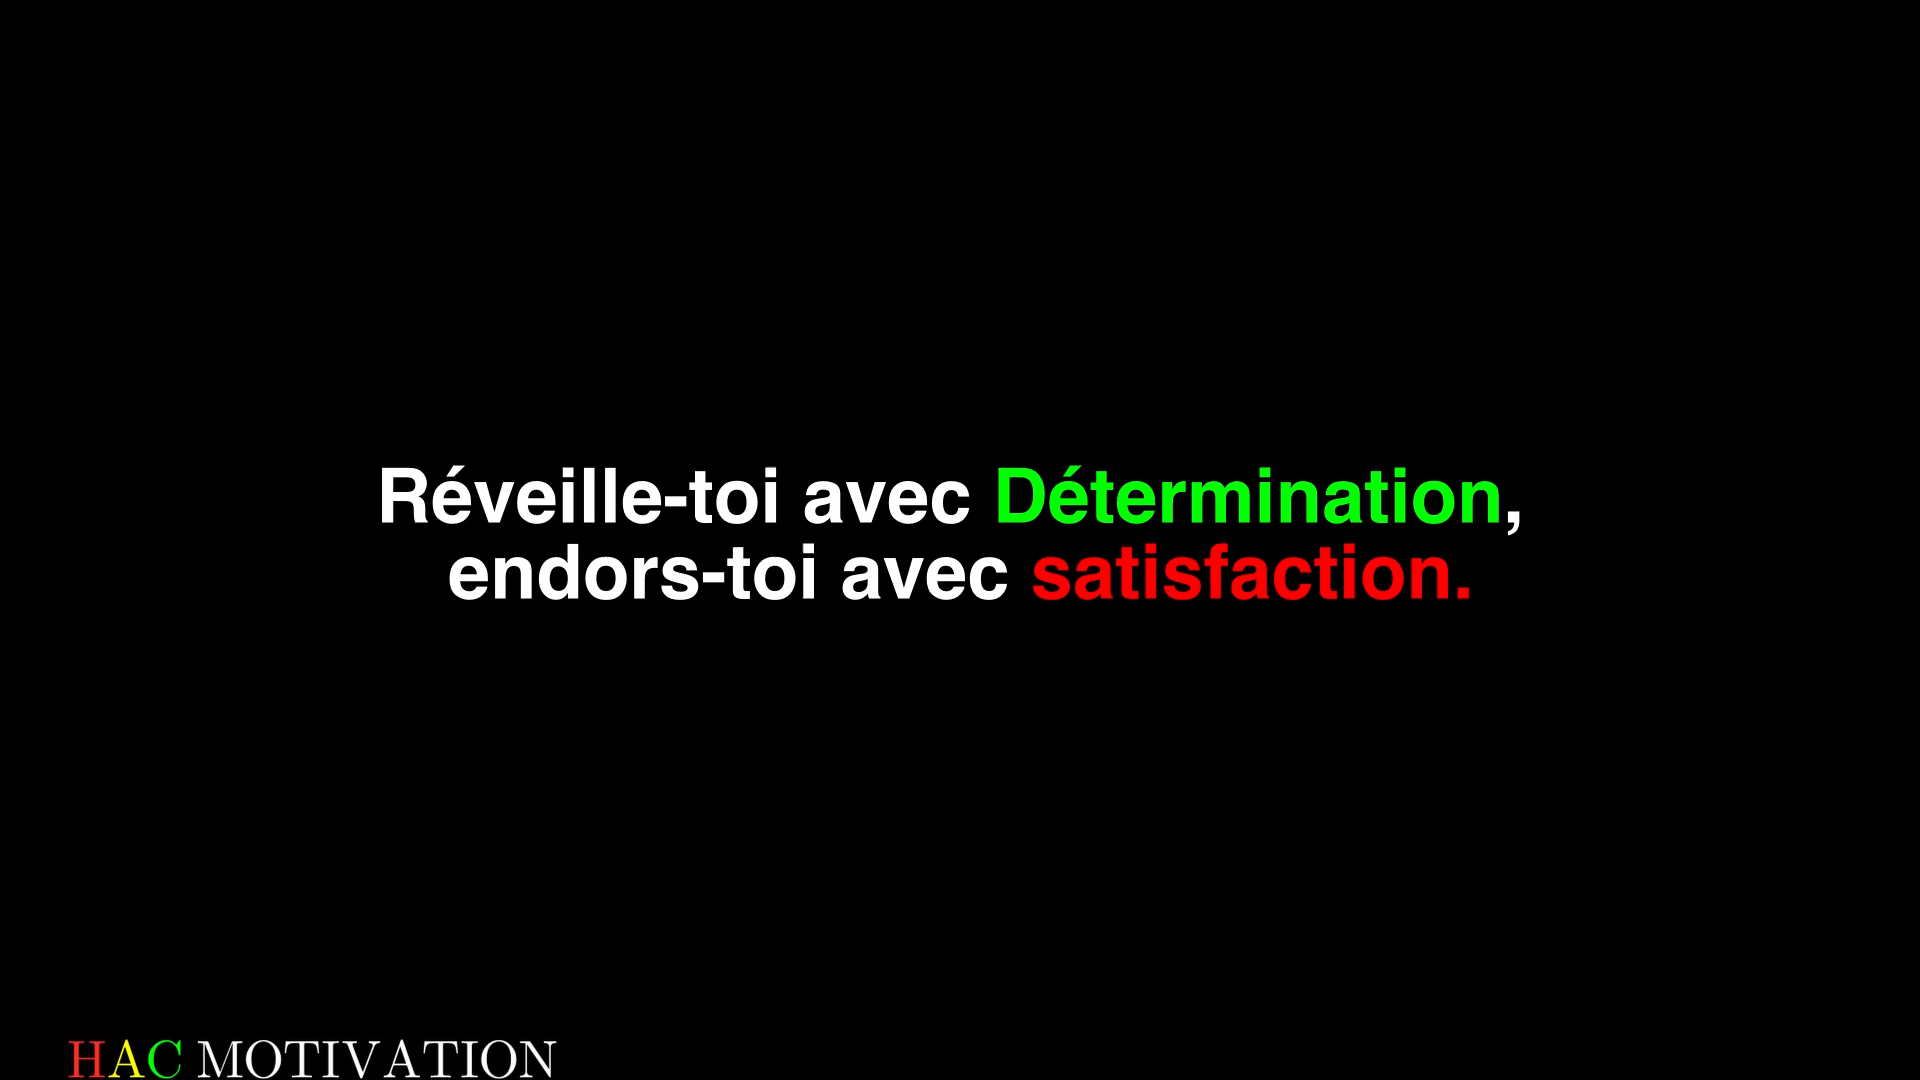 Réveille-toi avec Détermination,
endors-toi avec satisfaction.
HAC MOTIVATION